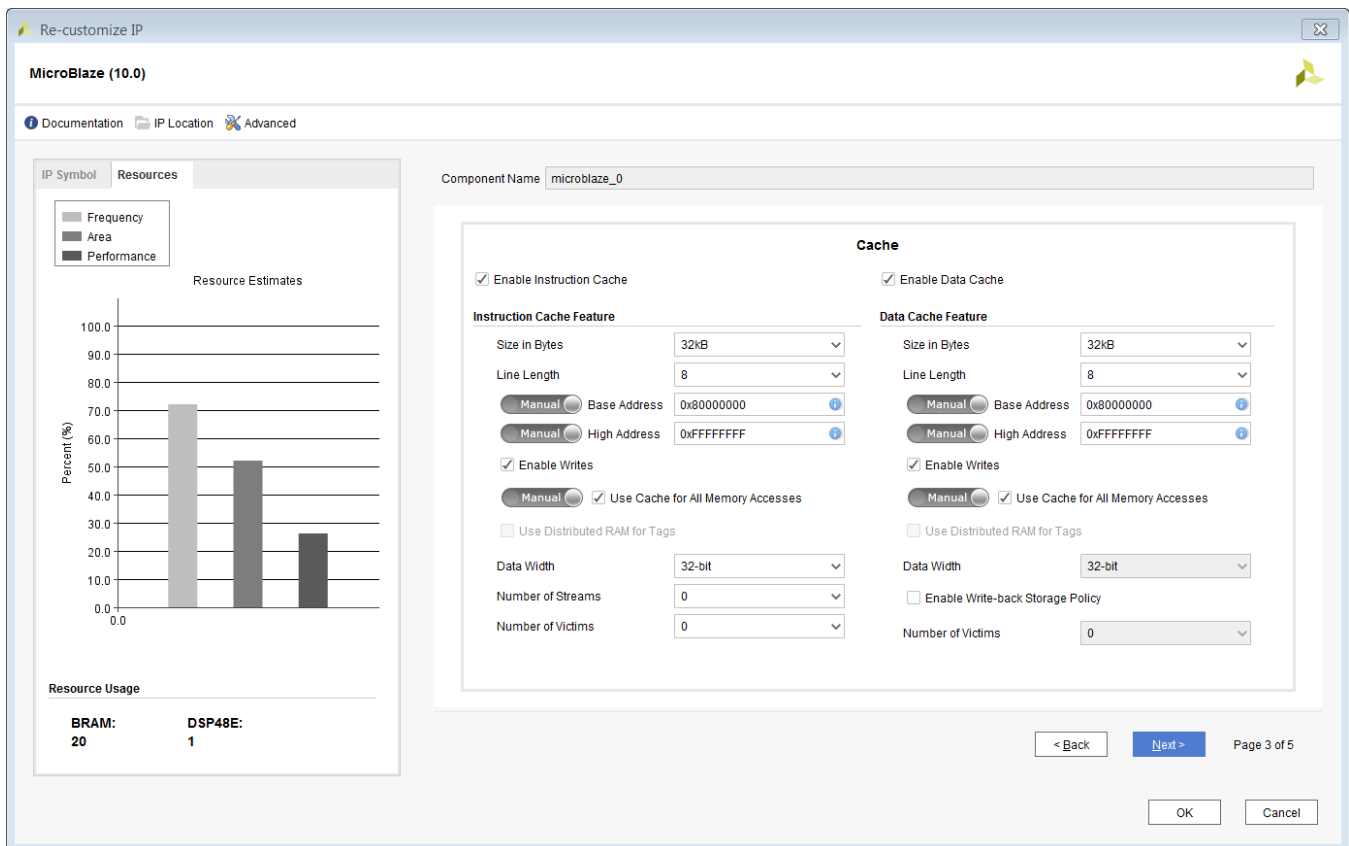 Re-customize IP
MicroBlaze (10.0)
Documentation IP Location Advanced
IP Symbol Resources
Frequency
Area
Performance
Resource Estimates
Percent (%)
100.0
90.0
80.0
70.0
60.0
50.0
40.0
30.0
20.0
10.0
0.0
0.0
Resource Usage
BRAM: DSP48E:
20 1
Component Name microblaze_0
Cache
Enable Instruction Cache
Instruction Cache Feature
Size in Bytes 32kB
Line Length 8
Manual Base Address 0x80000000
Manual High Address 0xFFFFFFFF
Enable Writes
Manual Use Cache for All Memory Accesses
Use Distributed RAM for Tags
Data Width 32-bit
Number of Streams 0
Number of Victims 0
Enable Data Cache
Data Cache Feature
Size in Bytes 32kB
Line Length 8
Manual Base Address 0x80000000
Manual High Address 0xFFFFFFFF
Enable Writes
Manual Use Cache for All Memory Accesses
Use Distributed RAM for Tags
Data Width 32-bit
Enable Write-back Storage Policy
Number of Victims 0
< Back Next > Page 3 of 5
OK Cancel